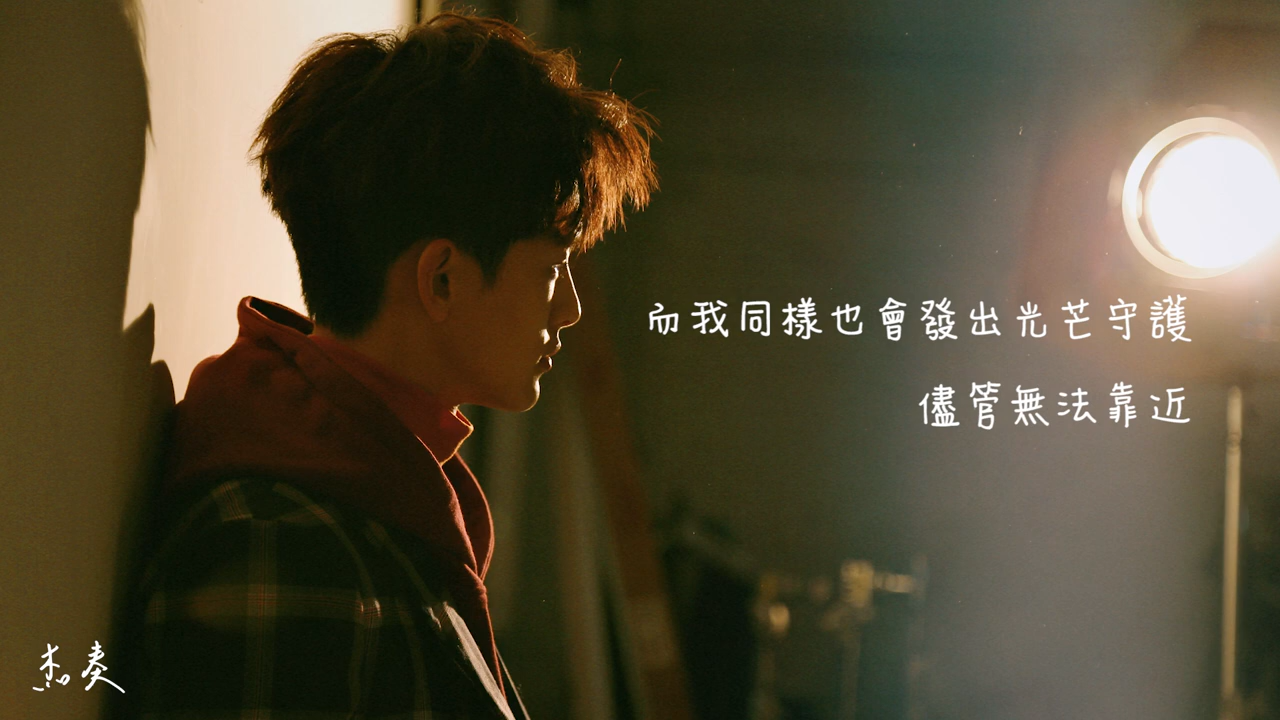 而我同樣也會發出光芒守護
儘管無法靠近
杰奏